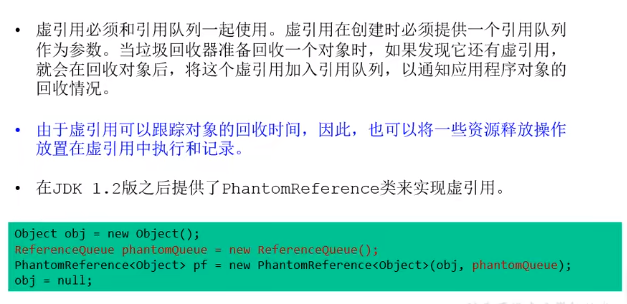 • 虚引用必须和引用队列一起使用。虚引用在创建时必须提供一个引用队列
作为参数。当垃圾回收器准备回收一个对象时，如果发现它还有虚引用，
就会在回收对象后，将这个虚引用加入引用队列，以通知应用程序对象的
回收情况。
• 由于虚引用可以跟踪对象的回收时间，因此，也可以将一些资源释放操作
放置在虚引用中执行和记录。
• 在JDK 1.2版之后提供了PhantomReference类来实现虚引用。
Object obj = new Object();
ReferenceQueue phantomQueue = new ReferenceQueue();
PhantomReference<Object> pf = new PhantomReference<Object>(obj, phantomQueue);
obj = null;